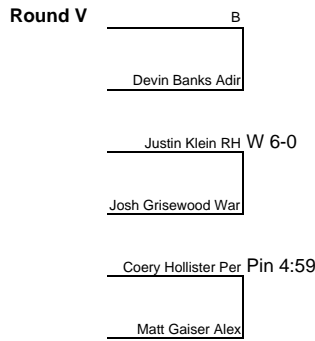 Round V B
Devin Banks Adir
Justin Klein RH W 6-0
Josh Grisewood War
Coery Hollister Per Pin 4:59
Matt Gaiser Alex